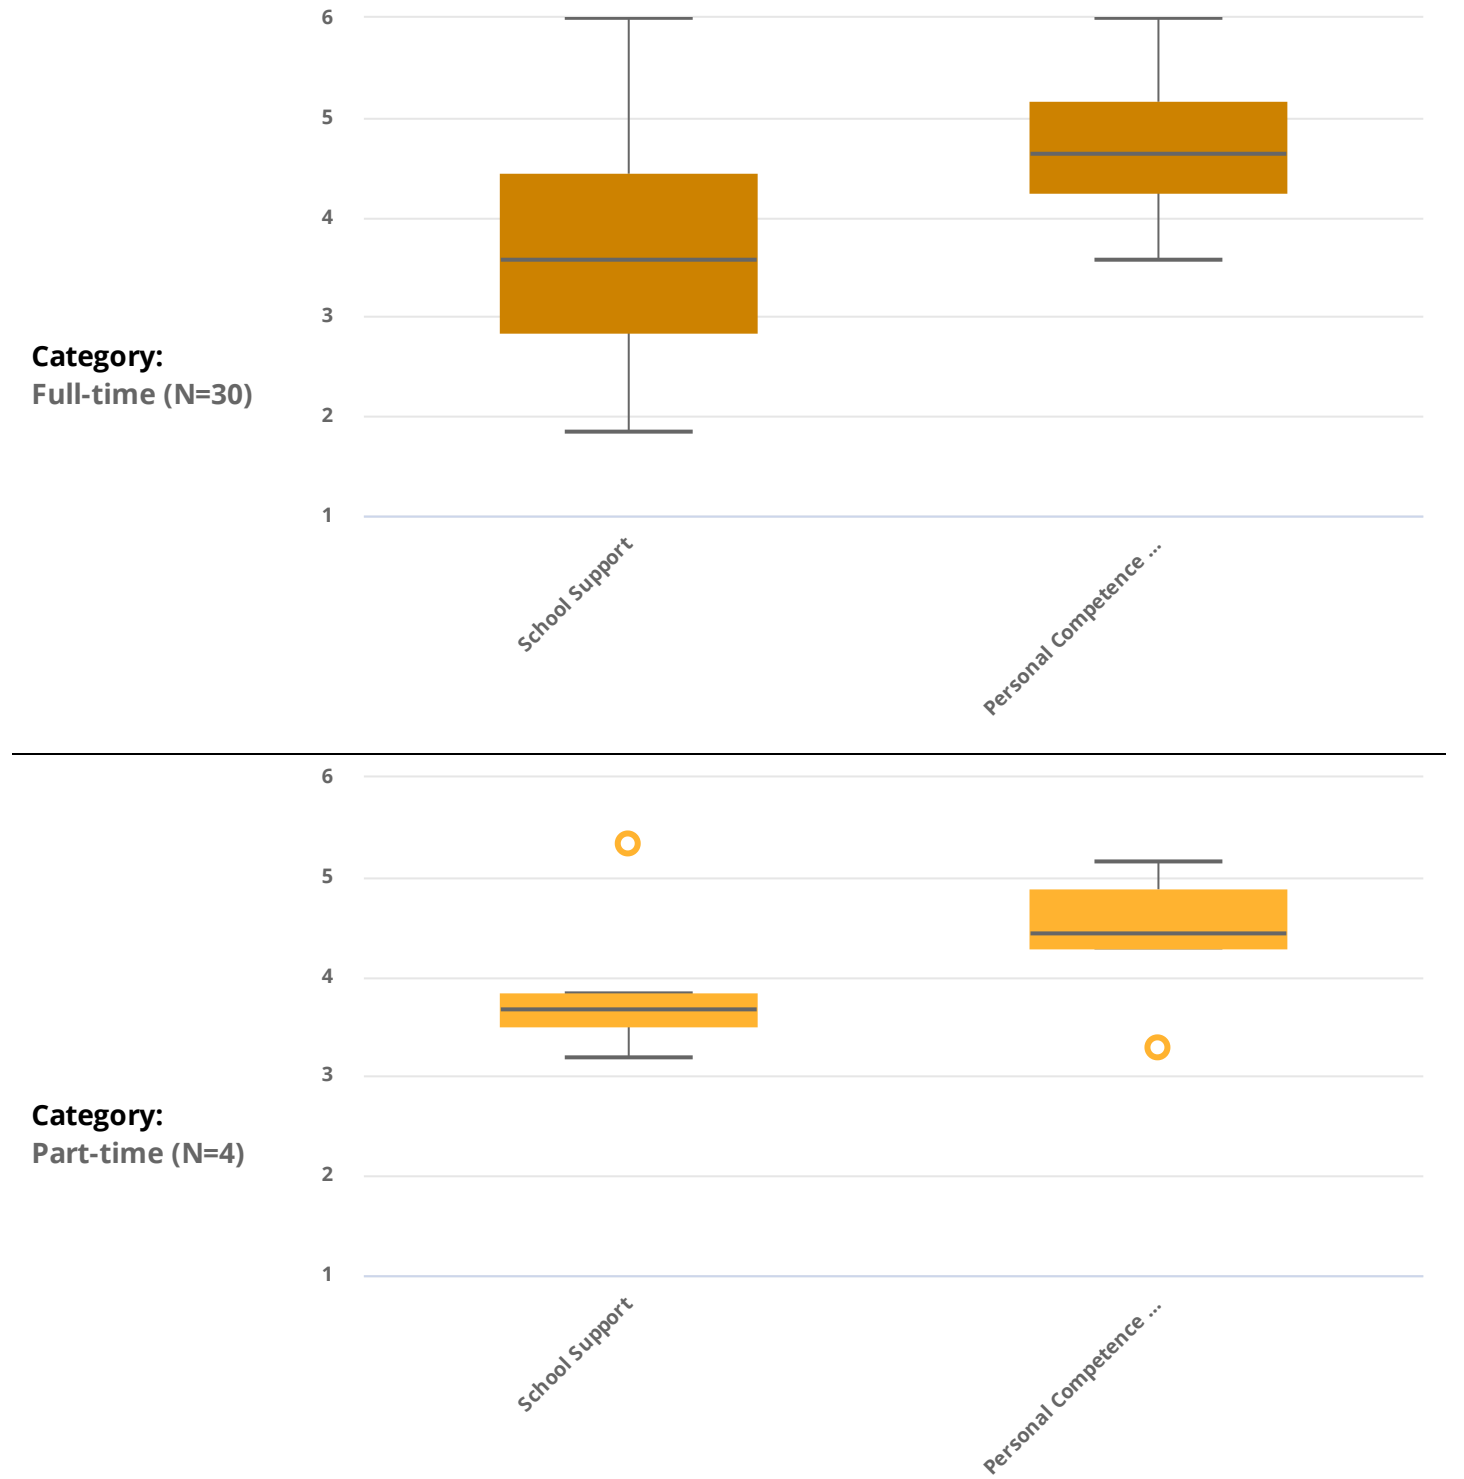 6
5
4
3
2
1
Category:
Full-time (N=30)
School Support
Personal Competence ...
6
5
4
3
2
1
Category:
Part-time (N=4)
School Support
Personal Competence ...